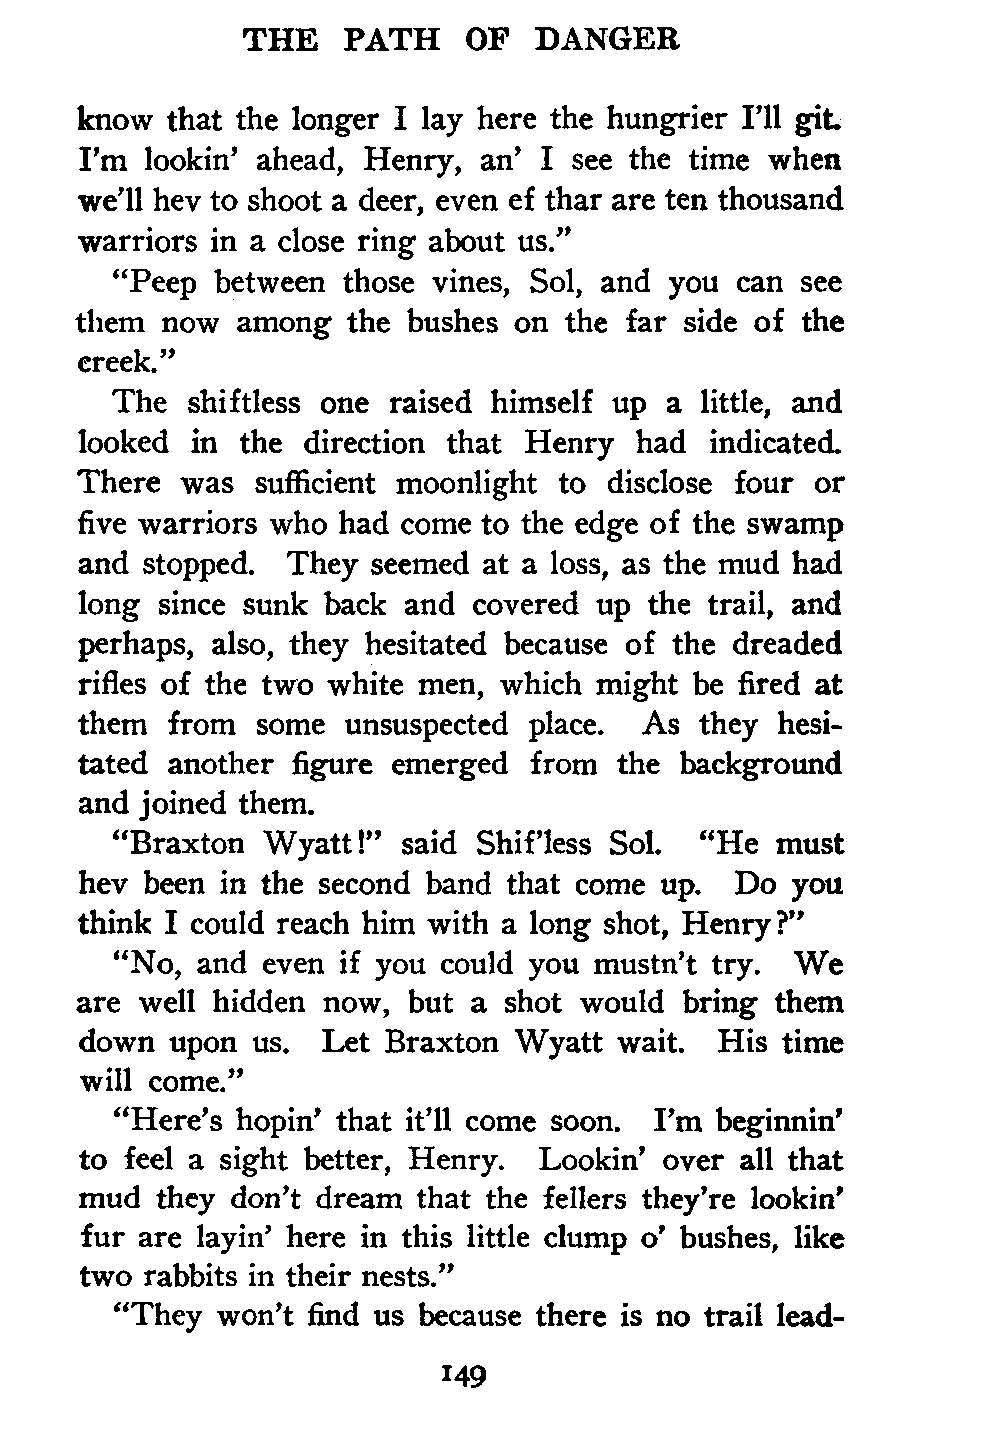 THE PATH OF DANGER
know that the longer I lay here the hungrier I'll git.
I'm lookin' ahead, Henry, an' I see the time when
we'll hev to shoot a deer, even ef thar are ten thousand
warriors in a close ring about us."
"Peep between those vines, Sol, and you can see
them now among the bushes on the far side of the
creek."
The shiftless one raised himself up a little, and
looked in the direction that Henry had indicated.
There was sufficient moonlight to disclose four or
five warriors who had come to the edge of the swamp
and stopped. They seemed at a loss, as the mud had
long since sunk back and covered up the trail, and
perhaps, also, they hesitated because of the dreaded
rifles of the two white men, which might be fired at
them from some unsuspected place. As they hesi-
tated another figure emerged from the background
and joined them.
"Braxton Wyatt!" said Shif'less Sol. "He must
hev been in the second band that come up. Do you
think I could reach him with a long shot, Henry?"
"No, and even if you could you mustn't try. We
are well hidden now, but a shot would bring them
down upon us. Let Braxton Wyatt wait. His time
will come."
"Here's hopin' that it'll come soon. I'm beginnin'
to feel a sight better, Henry. Lookin' over all that
mud they don't dream that the fellers they're lookin'
fur are layin' here in this little clump o' bushes, like
two rabbits in their nests."
"They won't find us because there is no trail lead-
149